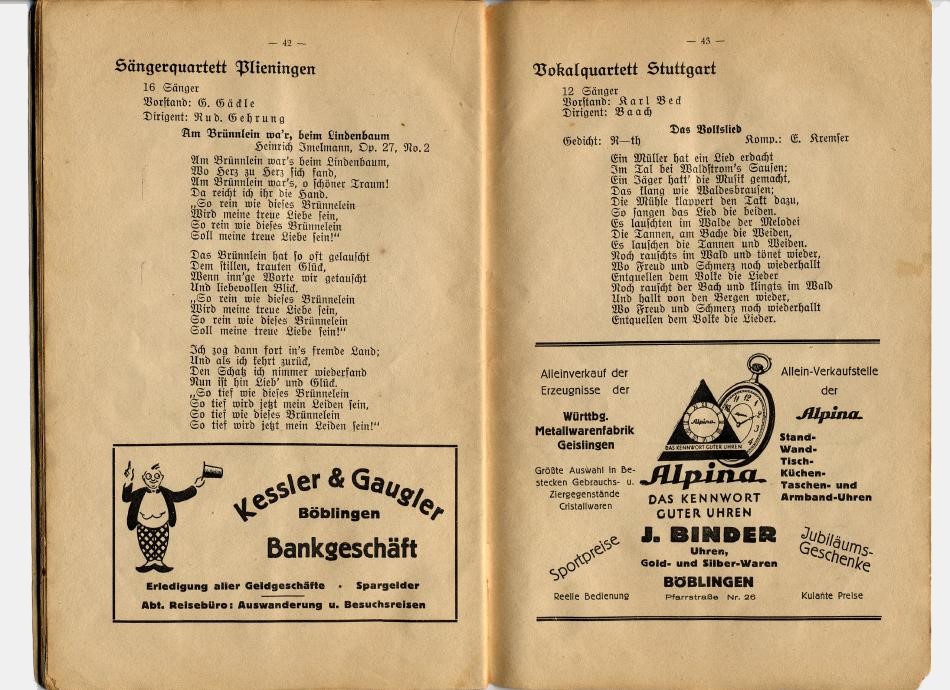 — 42 —
Sängerquartett Plieningen
16 Sänger
Vorstand: G. Gäckle
Dirigent: Rud. Gehrung
Am Brünnlein wa'r, beim Lindenbaum
Heinrich Imelmann, Op. 27, No. 2
Am Brünnlein war's beim Lindenbaum,
Wo Herz zu Herz sich fand,
Am Brünnlein war's, o schöner Traum!
Da reicht ich ihr die Hand.
„So rein wie dieses Brünnelein
Wird meine treue Liebe sein,
So rein wie dieses Brünnelein
Soll meine treue Liebe sein!"
Das Brünnlein hat so oft gelauscht
Dem stillen, trauten Glück,
Wenn inn'ge Worte wir getauscht
Und liebevollen Blick.
„So rein wie dieses Brünnelein
Wird meine treue Liebe sein,
So rein wie dieses Brünnelein
Soll meine treue Liebe sein!"
Ich zog dann fort in's fremde Land;
Und als ich kehrt zurück,
Den Schatz ich nimmer wiederfand
Nun ist hin Lieb' und Glück.
„So tief wie dieses Brünnelein
So tief wird jetzt mein Leiden sein,
So tief wie dieses Brünnelein
So tief wird jetzt mein Leiden sein!"
Kessler & Gaugler
Böblingen
Bankgeschäft
Erledigung aller Geldgeschäfte · Spargelder
Abt. Reisebüro: Auswanderung u. Besuchsreisen
— 43 —
Vokalquartett Stuttgart
12 Sänger
Vorstand: Karl Beck
Dirigent: Baach
Das Volkslied
Gedicht: R—th Komp.: E. Kremser
Ein Müller hat ein Lied erdacht
Im Tal bei Waldstrom's Sausen;
Ein Jäger hatt' die Musik gemacht,
Das klang wie Waldesbrausen;
Die Mühle klappert den Takt dazu,
So sangen das Lied die beiden.
Es lauschten im Walde der Melodei
Die Tannen, am Bache die Weiden,
Es lauschen die Tannen und Weiden.
Noch rauschts im Wald und tönet wieder,
Wo Freud und Schmerz noch wiederhallt
Entquellen dem Volke die Lieder
Noch rauscht der Bach und klingts im Wald
Und hallt von den Bergen wieder,
Wo Freud und Schmerz noch wiederhallt
Entquellen dem Volke die Lieder.
Alleinverkauf der
Erzeugnisse der
Württbg.
Metallwarenfabrik
Geislingen
Größte Auswahl in Be-
stecken Gebrauchs- u.
Ziergegenstände
Cristallwaren
Sportpreise
Reelle Bedienung
Alpina
DAS KENNWORT GUTER UHREN
Alpina
DAS KENNWORT
GUTER UHREN
J. BINDER
Uhren,
Gold- und Silber-Waren
BÖBLINGEN
Pfarrstraße Nr. 26
Allein-Verkaufstelle
der
Alpina
Stand-
Wand-
Tisch-
Küchen-
Taschen- und
Armband-Uhren
Jubiläums-
Geschenke
Kulante Preise